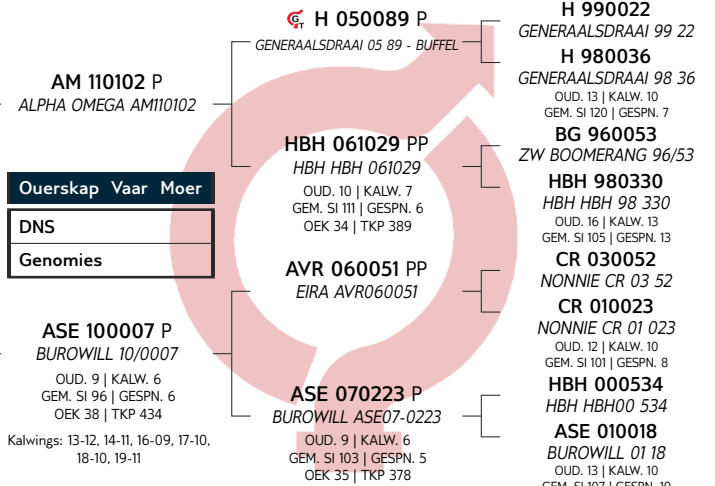 H 050089 P
GENERAALSDRAAI 05 89 - BUFFEL
AM 110102 P
ALPHA OMEGA AM110102
HBH 061029 PP
HBH HBH 061029
OUD. 10 | KALW. 7
GEM. SI 111 | GESPN. 6
OEK 34 | TKP 389
Ouerskap Vaar Moer
DNS
Genomies
AVR 060051 PP
EIRA AVR060051
ASE 100007 P
BUROWILL 10/0007
OUD. 9 | KALW. 6
GEM. SI 96 | GESPN. 6
OEK 38 | TKP 434
Kalwings: 13-12, 14-11, 16-09, 17-10,
18-10, 19-11
ASE 070223 P
BUROWILL ASE07-0223
OUD. 9 | KALW. 6
GEM. SI 103 | GESPN. 5
OEK 35 | TKP 378
H 990022
GENERAALSDRAAI 99 22
H 980036
GENERAALSDRAAI 98 36
OUD. 13 | KALW. 10
GEM. SI 120 | GESPN. 7
BG 960053
ZW BOOMERANG 96/53
HBH 980330
HBH HBH 98 330
OUD. 16 | KALW. 13
GEM. SI 105 | GESPN. 13
CR 030052
NONNIE CR 03 52
CR 010023
NONNIE CR 01 023
OUD. 12 | KALW. 10
GEM. SI 101 | GESPN. 8
HBH 000534
HBH HBH00 534
ASE 010018
BUROWILL 01 18
OUD. 13 | KALW. 10
GEM. SI 107 | GESPN. 10